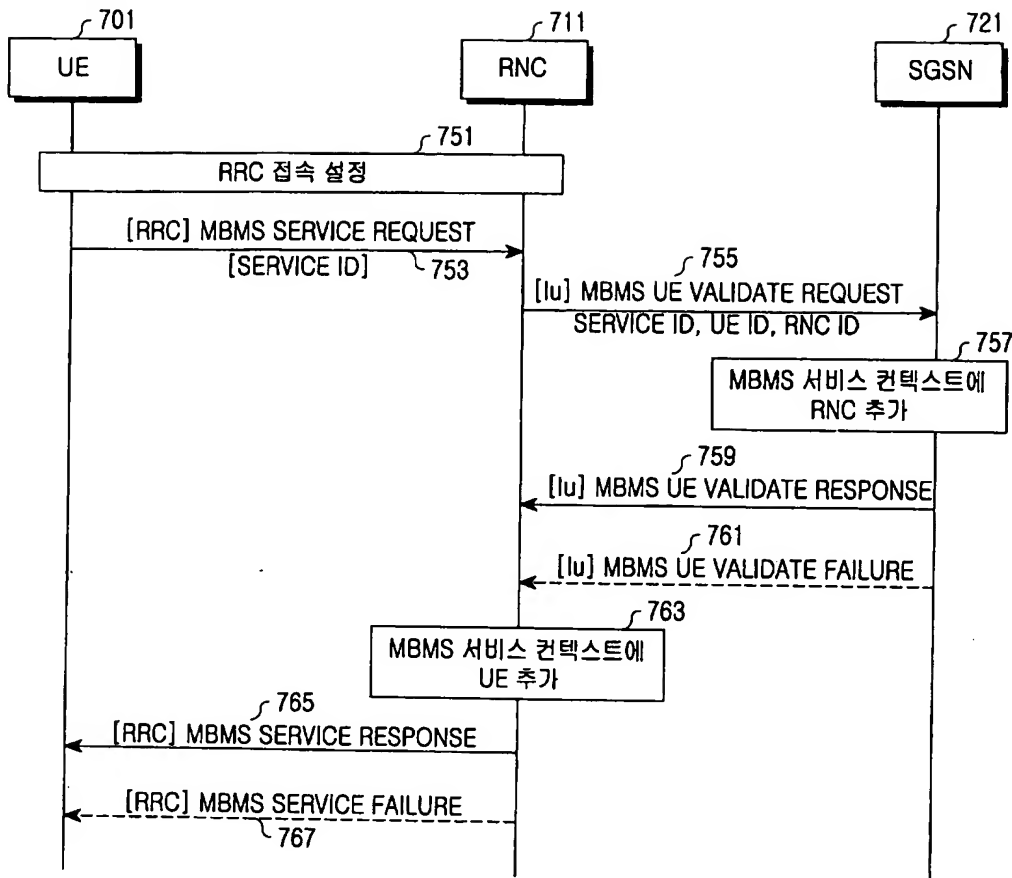 701
711
721
UE
RNC
SGSN
751
RRC 접속 설정
[RRC] MBMS SERVICE REQUEST
[SERVICE ID]
753
755
[Iu] MBMS UE VALIDATE REQUEST
SERVICE ID, UE ID, RNC ID
757
MBMS 서비스 컨텍스트에
RNC 추가
759
[Iu] MBMS UE VALIDATE RESPONSE
761
[Iu] MBMS UE VALIDATE FAILURE
763
MBMS 서비스 컨텍스트에
UE 추가
765
[RRC] MBMS SERVICE RESPONSE
[RRC] MBMS SERVICE FAILURE
767